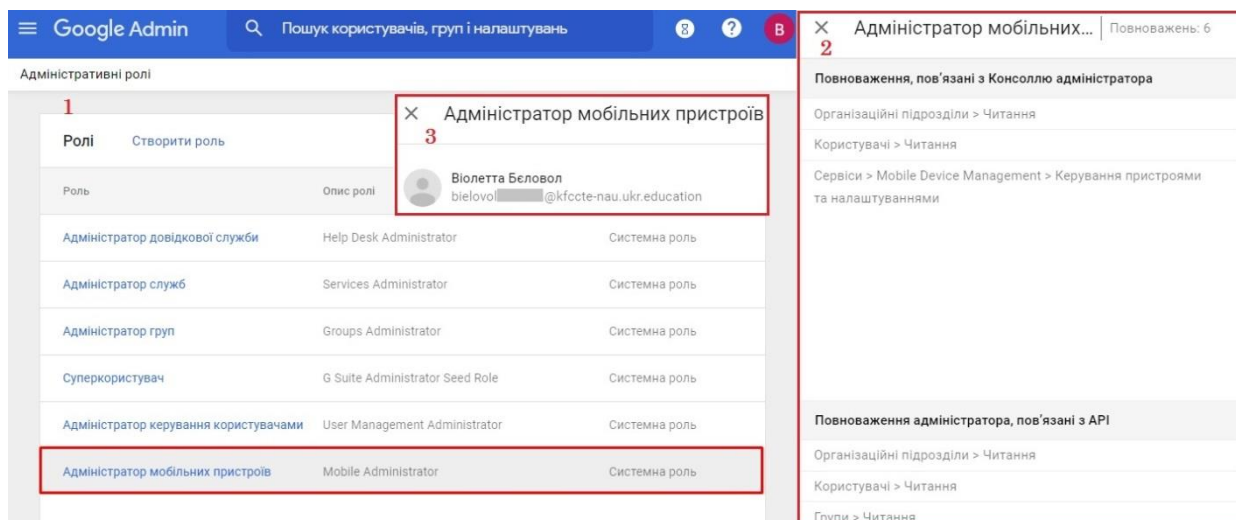 Google Admin
Пошук користувачів, груп і налаштувань
8
?
В
Адміністративні ролі
1
Ролі
Створити роль
Роль
Опис ролі
3
Адміністратор мобільних пристроїв
Віолетта Бєловол
bielovol
@kfccte-nau.ukr.education
Адміністратор довідкової служби
Help Desk Administrator
Системна роль
Адміністратор служб
Services Administrator
Системна роль
Адміністратор груп
Groups Administrator
Системна роль
Суперкористувач
G Suite Administrator Seed Role
Системна роль
Адміністратор керування користувачами
User Management Administrator
Системна роль
Адміністратор мобільних пристроїв
Mobile Administrator
Системна роль
2
Адміністратор мобільних...
Повноважень: 6
Повноваження, пов’язані з Консоллю адміністратора
Організаційні підрозділи > Читання
Користувачі > Читання
Сервіси > Mobile Device Management > Керування пристроями
та налаштуваннями
Повноваження адміністратора, пов’язані з API
Організаційні підрозділи > Читання
Користувачі > Читання
Групи > Читання